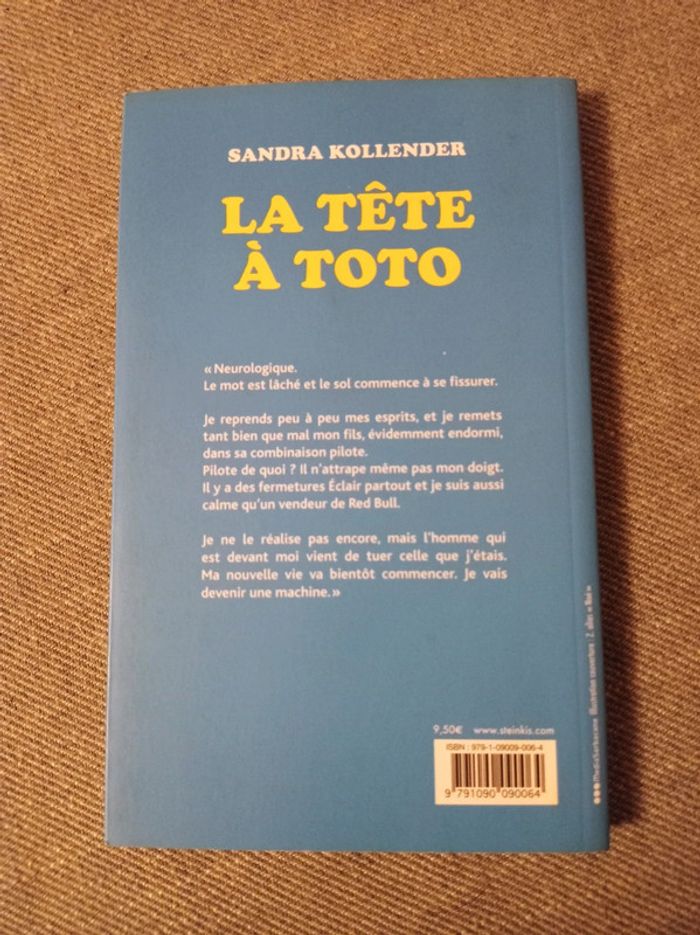 SANDRA KOLLENDER
LA TÊTE
À TOTO
« Neurologique.
Le mot est lâché et le sol commence à se fissurer.
Je reprends peu à peu mes esprits, et je remets
tant bien que mal mon fils, évidemment endormi,
dans sa combinaison pilote.
Pilote de quoi ? Il n'attrape même pas mon doigt.
Il y a des fermetures Éclair partout et je suis aussi
calme qu'un vendeur de Red Bull.
Je ne le réalise pas encore, mais l'homme qui
est devant moi vient de tuer celle que j'étais.
Ma nouvelle vie va bientôt commencer. Je vais
devenir une machine. »
9,50€ www.steinkis.com
ISBN : 979-1-09009-006-4
9 791090 090064
Illustration couverture :